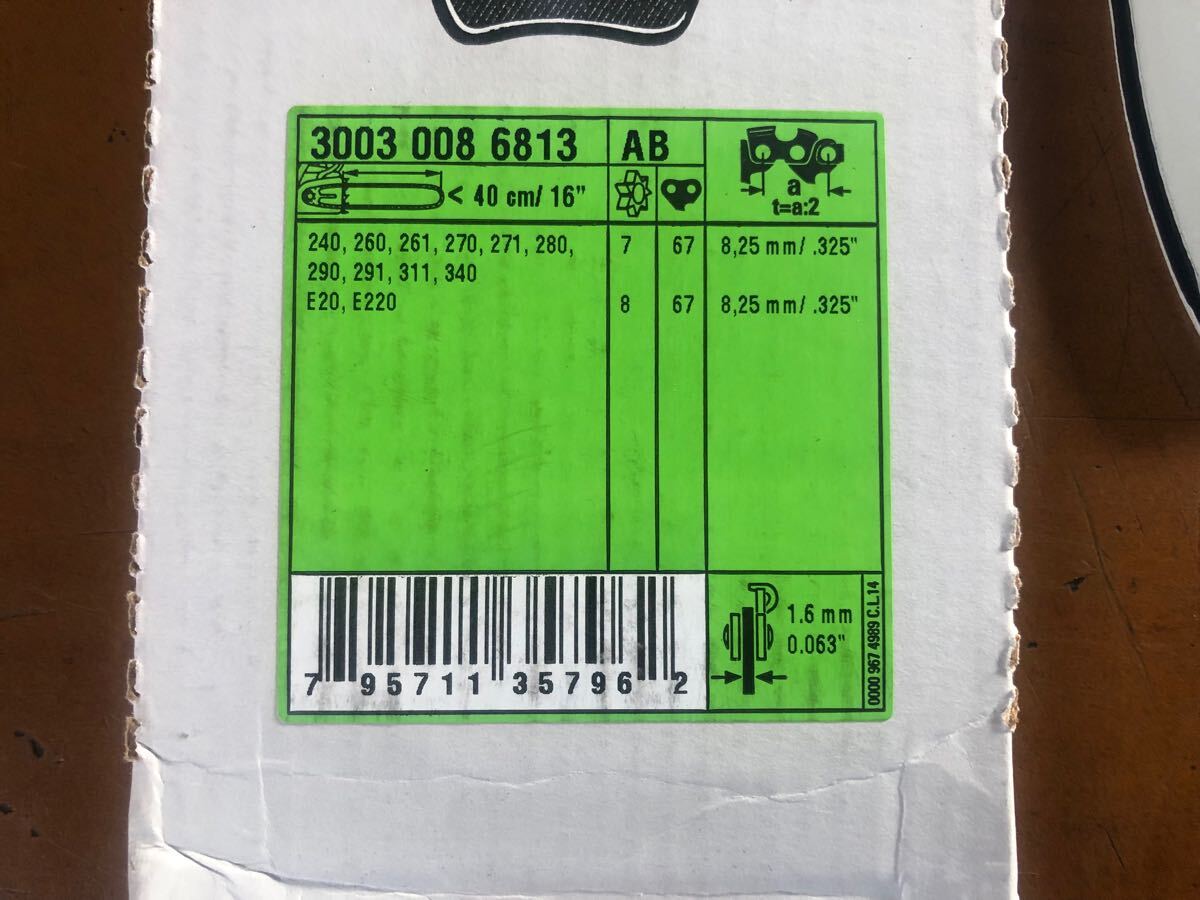 3003 008 6813 AB
a
< 40 cm/ 16"
t=a:2
240, 260, 261, 270, 271, 280, 7 67 8,25 mm/ .325"
290, 291, 311, 340
E20, E220 8 67 8,25 mm/ .325"
1.6 mm
0.063"
0000 967 4989 C.L14
7 95711 35796 2